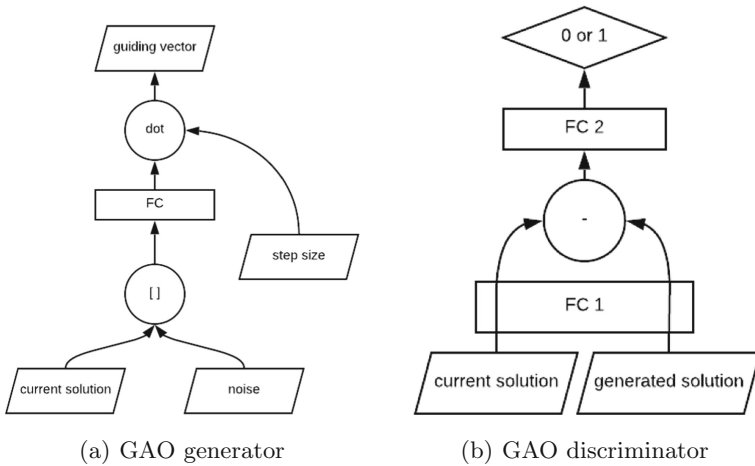 guiding vector
dot
FC
step size
[ ]
current solution
noise
(a) GAO generator
0 or 1
FC 2
-
FC 1
current solution
generated solution
(b) GAO discriminator